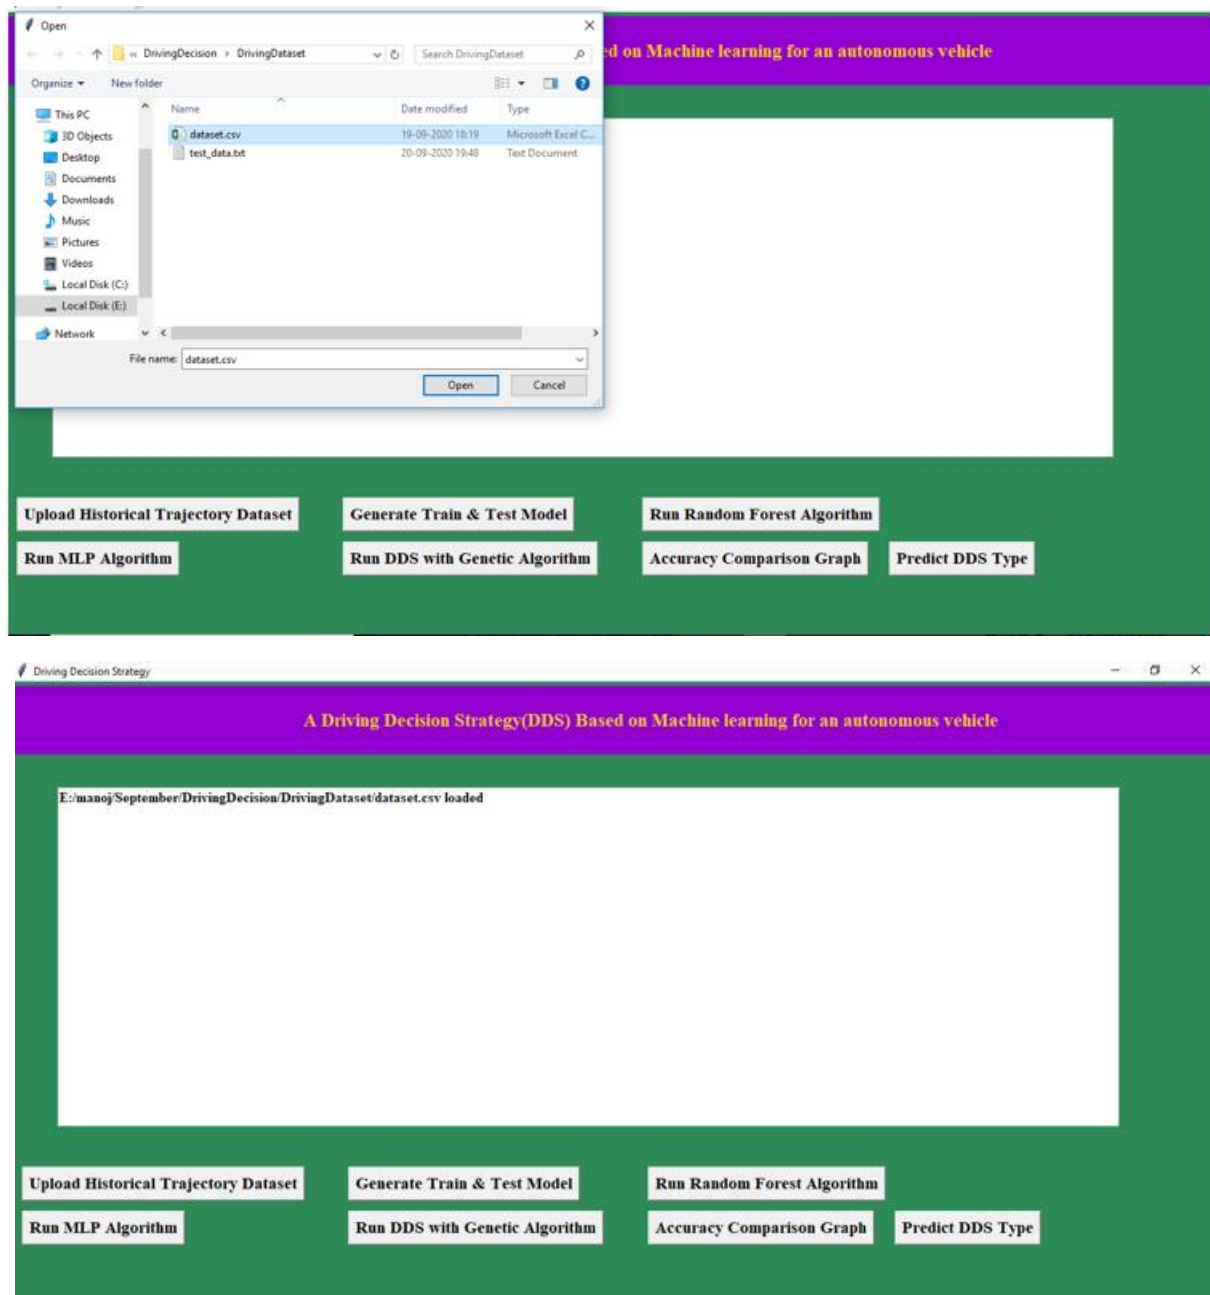 Open
« DrivingDecision › DrivingDataset
Search DrivingDataset
ed on Machine learning for an autonomous vehicle
Organize
New folder
This PC
3D Objects
Desktop
Documents
Downloads
Music
Pictures
Videos
Local Disk (C:)
Local Disk (E:)
Network
Name Date modified Type
dataset.csv 19-09-2020 18:19 Microsoft Excel C...
test_data.txt 20-09-2020 19:48 Text Document
File name: dataset.csv
Open Cancel
Upload Historical Trajectory Dataset Generate Train & Test Model Run Random Forest Algorithm
Run MLP Algorithm Run DDS with Genetic Algorithm Accuracy Comparison Graph Predict DDS Type
Driving Decision Strategy
A Driving Decision Strategy(DDS) Based on Machine learning for an autonomous vehicle
E:/manoj/September/DrivingDecision/DrivingDataset/dataset.csv loaded
Upload Historical Trajectory Dataset Generate Train & Test Model Run Random Forest Algorithm
Run MLP Algorithm Run DDS with Genetic Algorithm Accuracy Comparison Graph Predict DDS Type